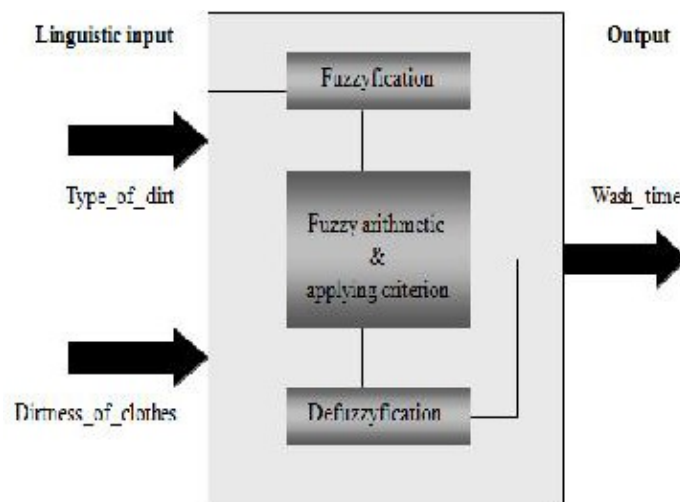 Linguistic input
Output
Fuzzyfication
Type_of_dirt
Wash_time
Fuzzy arithmetic
&
applying criterion
Dirtness_of_clothes
Defuzzyfication